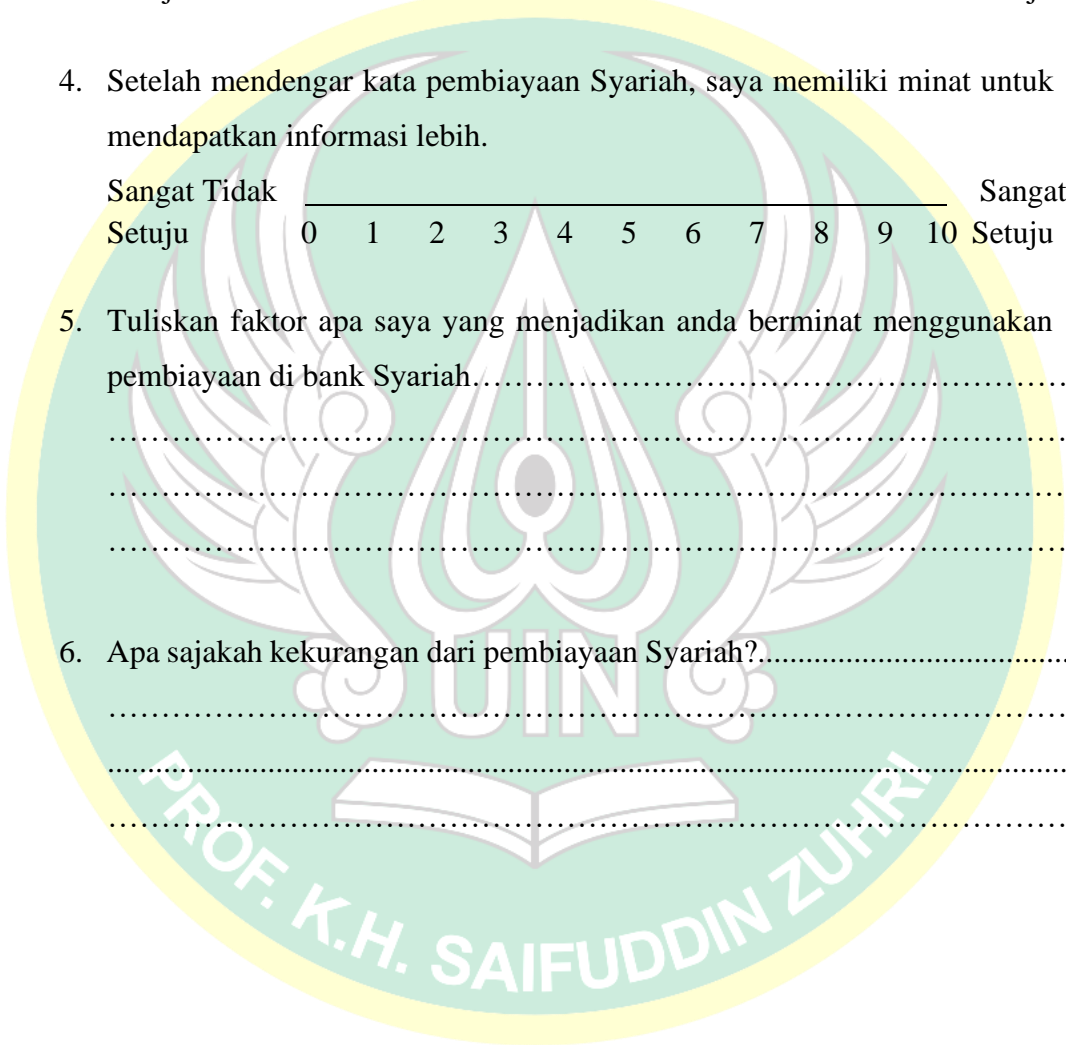 4. Setelah mendengar kata pembiayaan Syariah, saya memiliki minat untuk
mendapatkan informasi lebih.
Sangat Tidak Sangat
Setuju 0 1 2 3 4 5 6 7 8 9 10 Setuju
5. Tuliskan faktor apa saya yang menjadikan anda berminat menggunakan
pembiayaan di bank Syariah………………………………………………………
……………………………………………………………………………………
……………………………………………………………………………………
……………………………………………………………………………………
6. Apa sajakah kekurangan dari pembiayaan Syariah?...................................
……………………………………………………………………………………
……………………………………………………………………………………
……………………………………………………………………………………
UIN
PROF. K.H. SAIFUDDIN ZUHRI